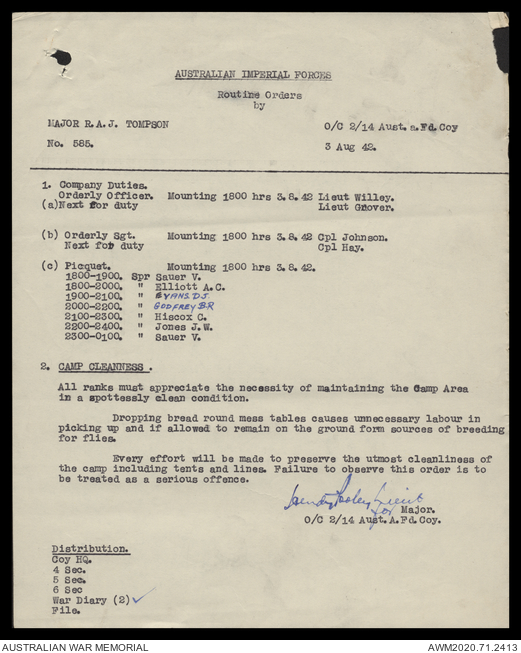 AUSTRALIAN IMPERIAL FORCES
Routine Orders
by
MAJOR R.A.J. TOMPSON O/C 2/14 Aust.a.Fd.Coy
No. 585. 3 Aug 42.
1. Company Duties.
Orderly Officer. Mounting 1800 hrs 3.8.42 Lieut Willey.
(a)Next for duty Lieut Glover.
(b) Orderly Sgt. Mounting 1800 hrs 3.8.42 Cpl Johnson.
Next for duty Cpl Hay.
(c) Picquet. Mounting 1800 hrs 3.8.42.
1800-1900. Spr Sauer V.
1800-2000. " Elliott A.C.
1900-2100. " EVANS. D.J.
2000-2200. " GODFREY B.R
2100-2300. " Hiscox C.
2200-2400. " Jones J.W.
2300-0100. " Sauer V.
2. CAMP CLEANNESS .
All ranks must appreciate the necessity of maintaining the Camp Area
in a spottessly clean condition.
Dropping bread round mess tables causes unnecessary labour in
picking up and if allowed to remain on the ground form sources of breeding
for flies.
Every effort will be made to preserve the utmost cleanliness of
the camp including tents and lines. Failure to observe this order is to
be treated as a serious offence.
Lieut
for Major.
O/C 2/14 Aust.A.Fd.Coy.
Distribution.
Coy HQ.
4 Sec.
5 Sec.
6 Sec
War Diary (2) ✓
File.
AUSTRALIAN WAR MEMORIAL AWM2020.71.2413